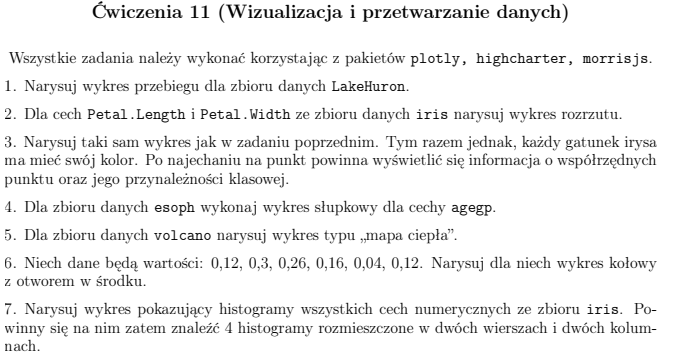 Ćwiczenia 11 (Wizualizacja i przetwarzanie danych)
Wszystkie zadania należy wykonać korzystając z pakietów plotly, highcharter, morrisjs.
1. Narysuj wykres przebiegu dla zbioru danych LakeHuron.
2. Dla cech Petal.Length i Petal.Width ze zbioru danych iris narysuj wykres rozrzutu.
3. Narysuj taki sam wykres jak w zadaniu poprzednim. Tym razem jednak, każdy gatunek irysa
ma mieć swój kolor. Po najechaniu na punkt powinna wyświetlić się informacja o współrzędnych
punktu oraz jego przynależności klasowej.
4. Dla zbioru danych esoph wykonaj wykres słupkowy dla cechy agegp.
5. Dla zbioru danych volcano narysuj wykres typu „mapa ciepła”.
6. Niech dane będą wartości: 0,12, 0,3, 0,26, 0,16, 0,04, 0,12. Narysuj dla niech wykres kołowy
z otworem w środku.
7. Narysuj wykres pokazujący histogramy wszystkich cech numerycznych ze zbioru iris. Po-
winny się na nim zatem znaleźć 4 histogramy rozmieszczone w dwóch wierszach i dwóch kolum-
nach.